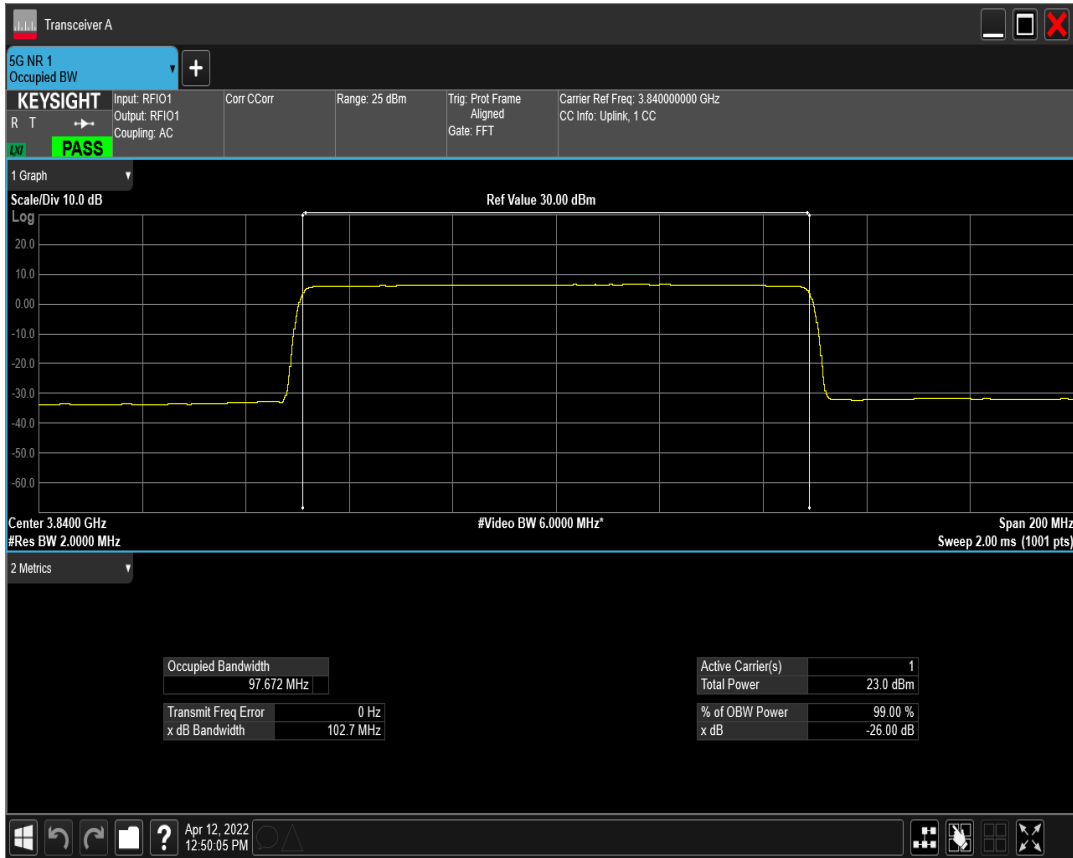 Transceiver A
5G NR 1
Occupied BW
KEYSIGHT
R T
LXI
PASS
Input: RFIO1
Output: RFIO1
Coupling: AC
Corr CCorr
Range: 25 dBm
Trig: Prot Frame
Aligned
Gate: FFT
Carrier Ref Freq: 3.840000000 GHz
CC Info: Uplink, 1 CC
1 Graph
Scale/Div 10.0 dB
Ref Value 30.00 dBm
Log
20.0
10.0
0.00
-10.0
-20.0
-30.0
-40.0
-50.0
-60.0
Center 3.8400 GHz
#Video BW 6.0000 MHz*
Span 200 MHz
#Res BW 2.0000 MHz
Sweep 2.00 ms (1001 pts)
2 Metrics
Occupied Bandwidth
97.672 MHz
Transmit Freq Error 0 Hz
x dB Bandwidth 102.7 MHz
Active Carrier(s) 1
Total Power 23.0 dBm
% of OBW Power 99.00 %
x dB -26.00 dB
?
Apr 12, 2022
12:50:05 PM